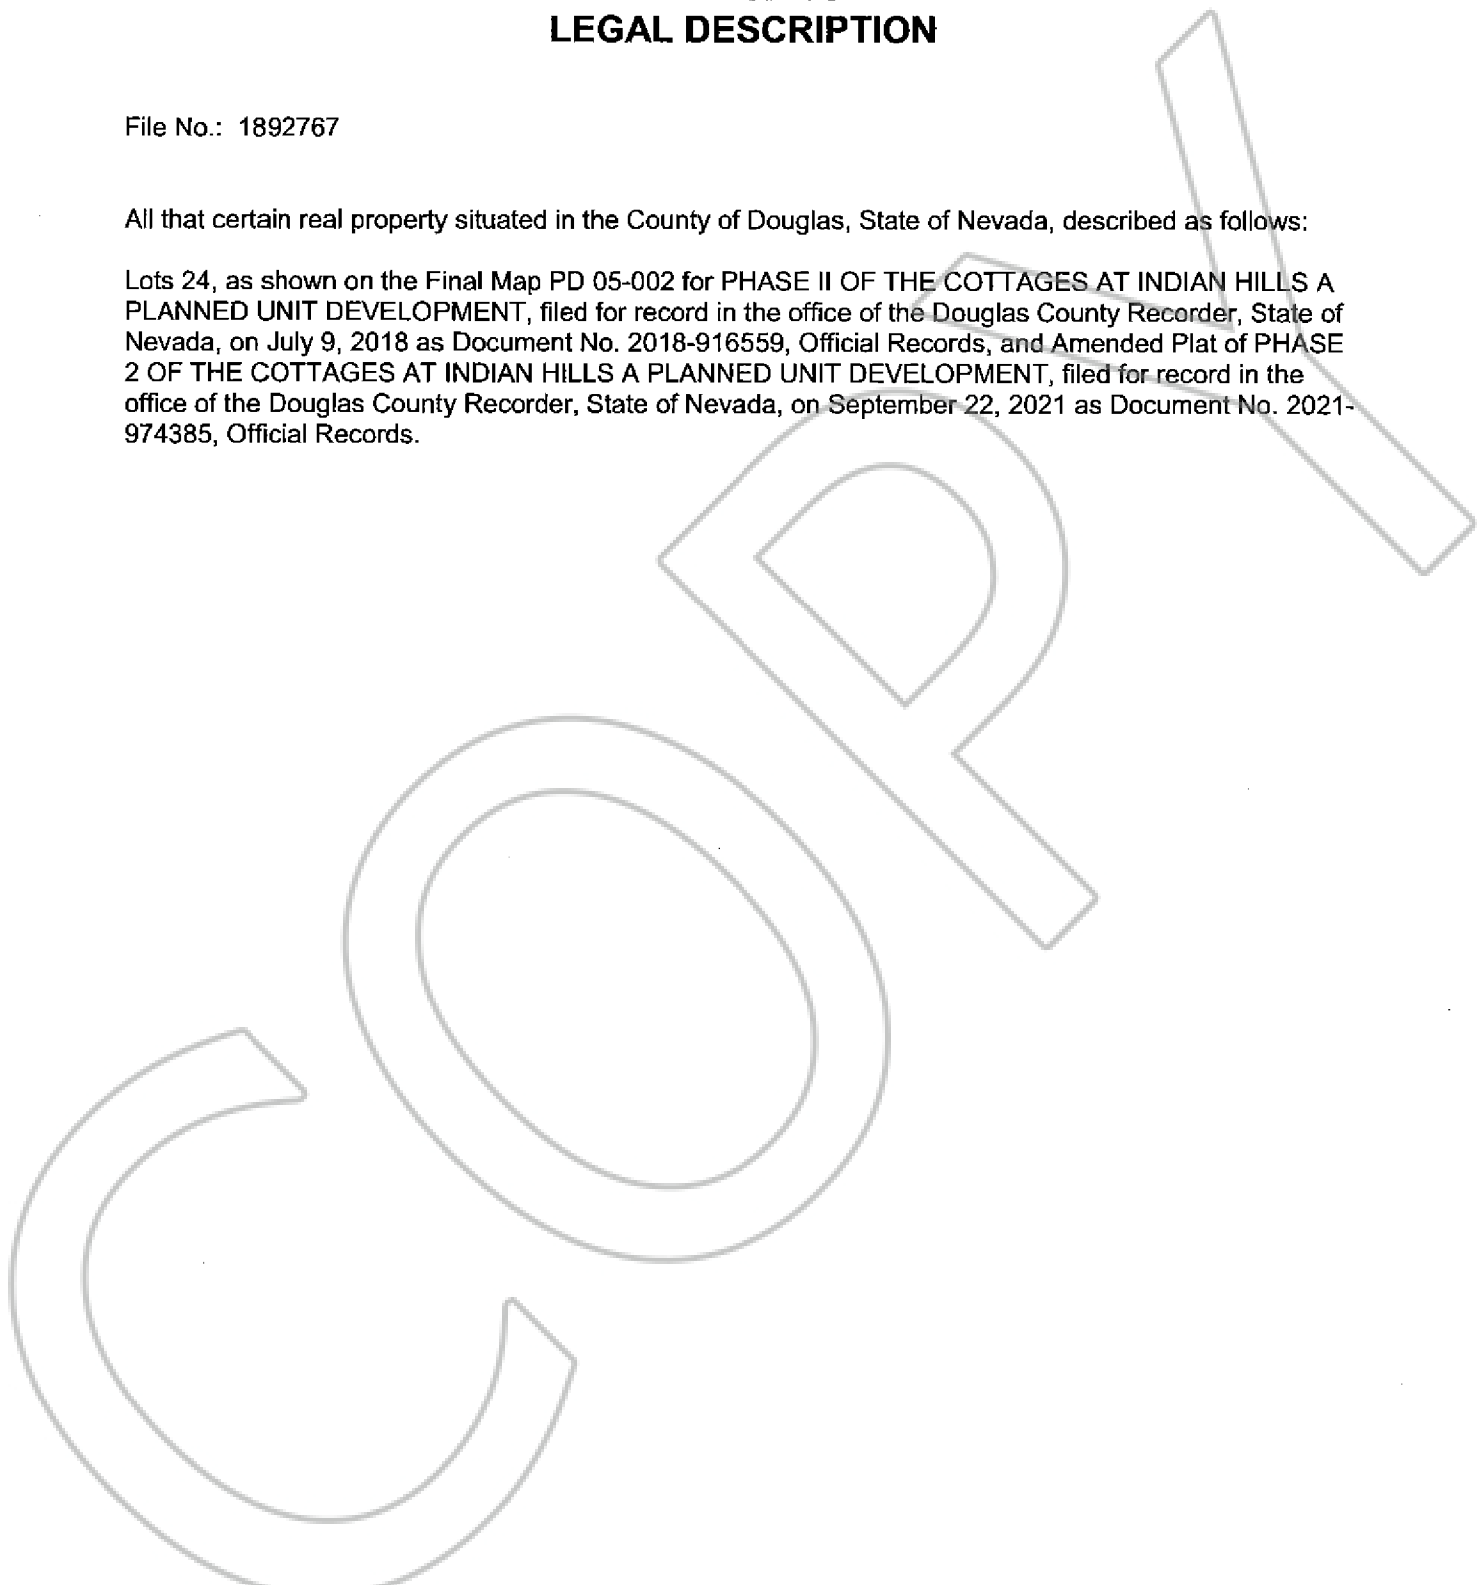 LEGAL DESCRIPTION
File No.: 1892767
All that certain real property situated in the County of Douglas, State of Nevada, described as follows:
Lots 24, as shown on the Final Map PD 05-002 for PHASE II OF THE COTTAGES AT INDIAN HILLS A
PLANNED UNIT DEVELOPMENT, filed for record in the office of the Douglas County Recorder, State of
Nevada, on July 9, 2018 as Document No. 2018-916559, Official Records, and Amended Plat of PHASE
2 OF THE COTTAGES AT INDIAN HILLS A PLANNED UNIT DEVELOPMENT, filed for record in the
office of the Douglas County Recorder, State of Nevada, on September 22, 2021 as Document No. 2021-
974385, Official Records.
COPY